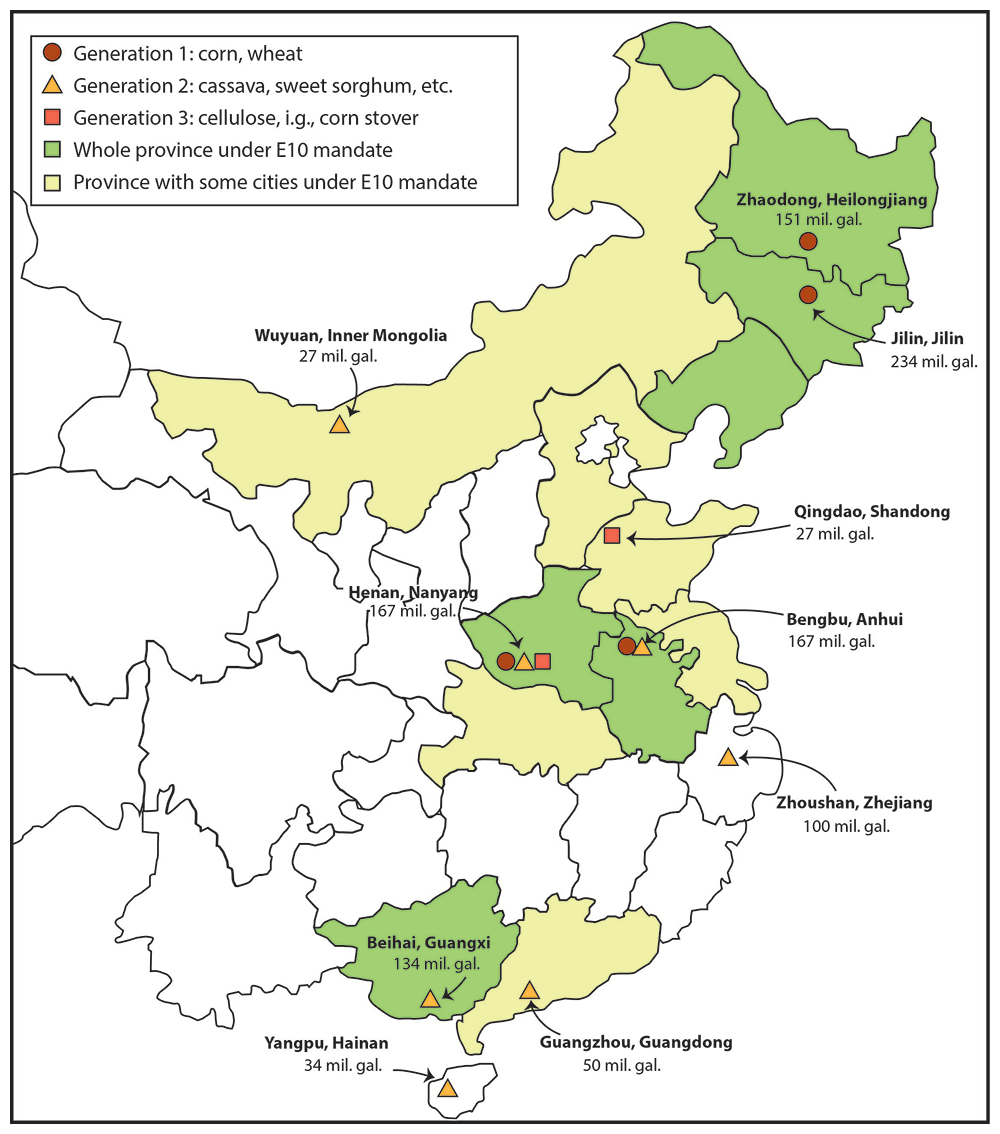 Generation 1: corn, wheat
Generation 2: cassava, sweet sorghum, etc.
Generation 3: cellulose, i.g., corn stover
Whole province under E10 mandate
Province with some cities under E10 mandate
Zhaodong, Heilongjiang
151 mil. gal.
Jilin, Jilin
234 mil. gal.
Wuyuan, Inner Mongolia
27 mil. gal.
Qingdao, Shandong
27 mil. gal.
Henan, Nanyang
167 mil. gal.
Bengbu, Anhui
167 mil. gal.
Zhoushan, Zhejiang
100 mil. gal.
Beihai, Guangxi
134 mil. gal.
Yangpu, Hainan
34 mil. gal.
Guangzhou, Guangdong
50 mil. gal.